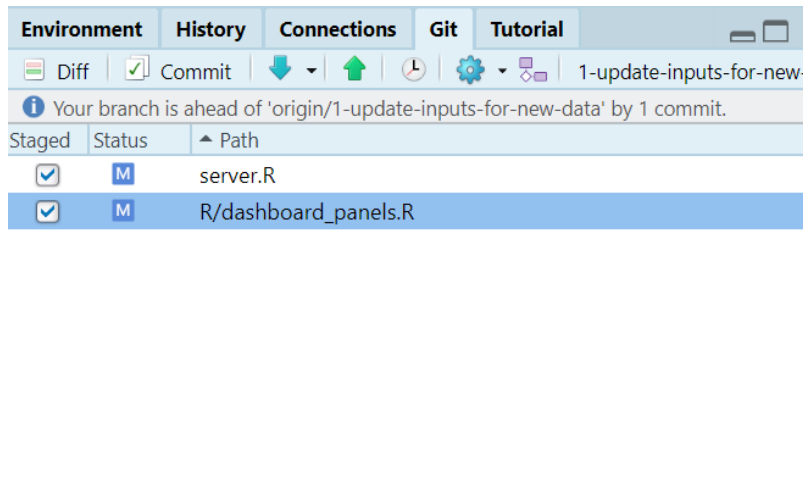 Environment History Connections Git Tutorial
Diff Commit 1-update-inputs-for-new-
Your branch is ahead of 'origin/1-update-inputs-for-new-data' by 1 commit.
Staged Status Path
M server.R
M R/dashboard_panels.R